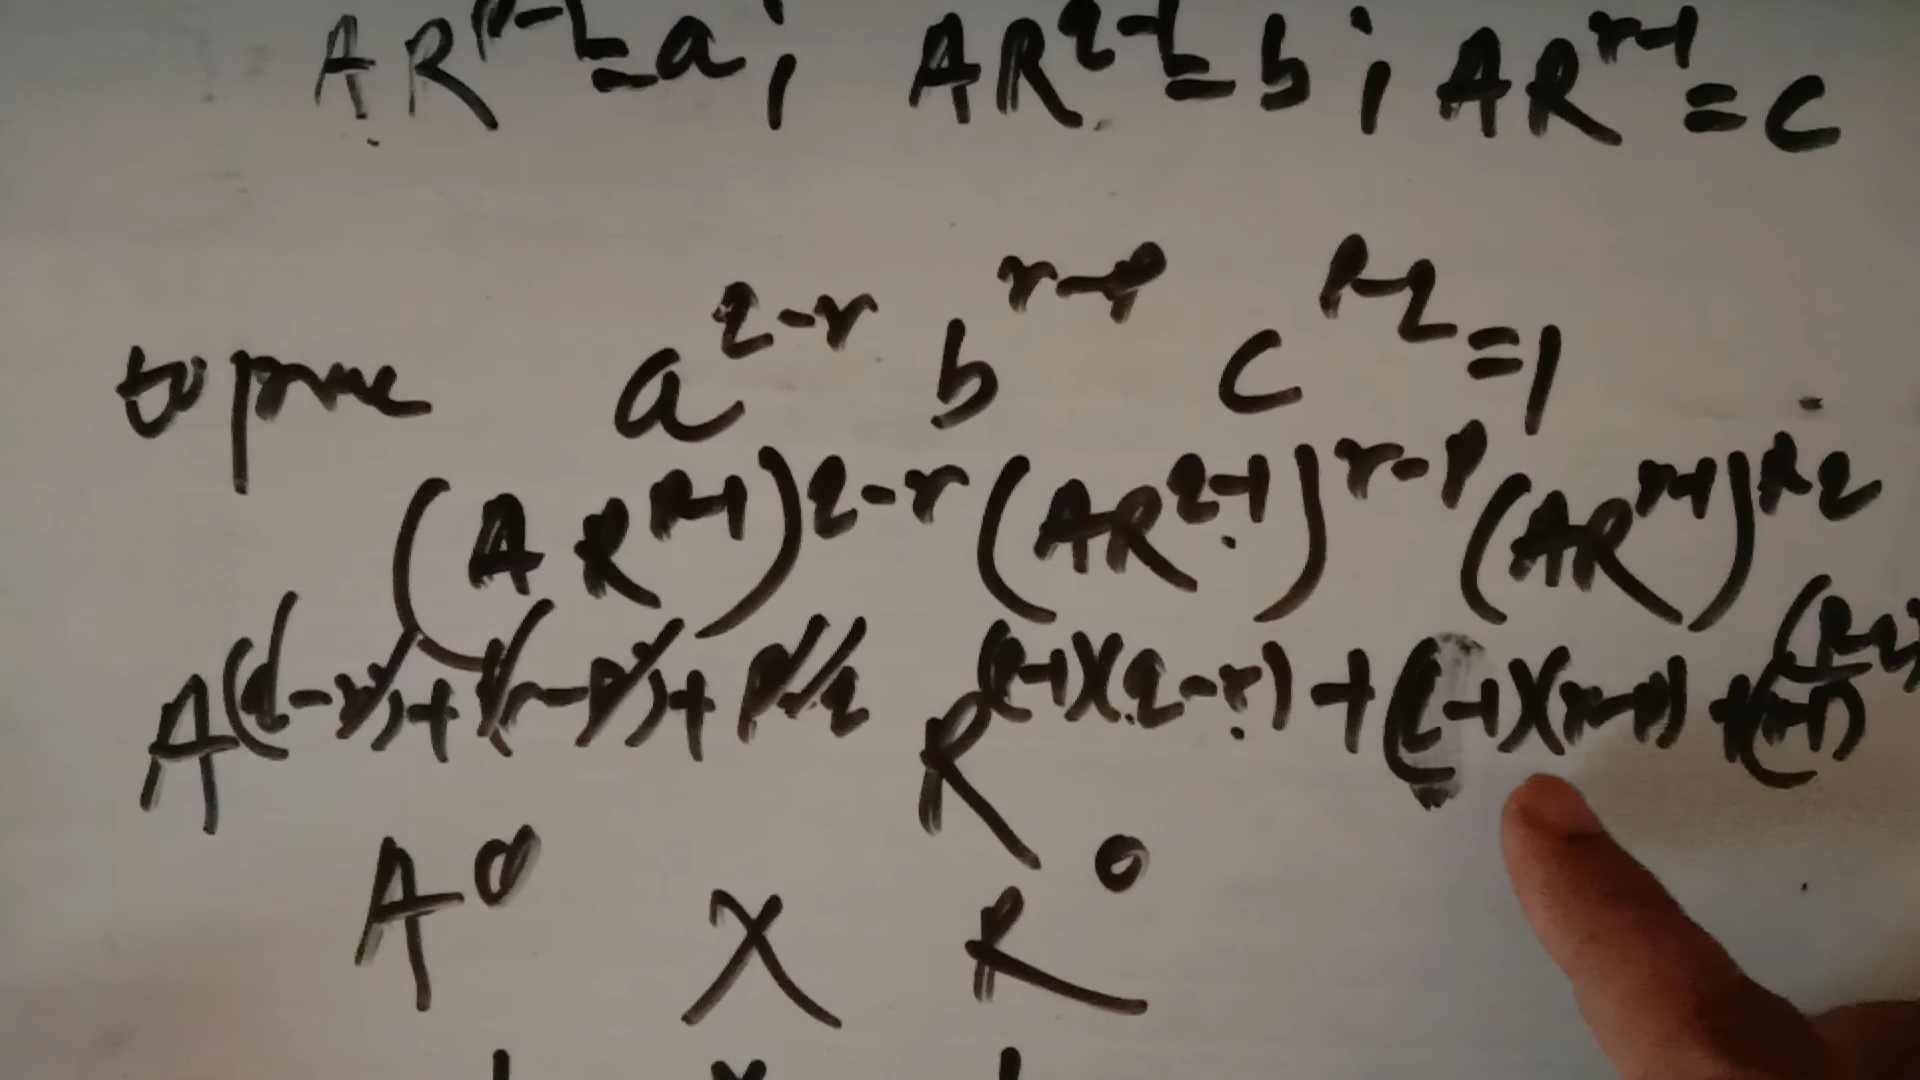 AR^(p-1) = a ; AR^(q-1) = b ; AR^(r-1) = c
to prove a^(q-r) b^(r-p) c^(p-q) = 1
(AR^(p-1))^(q-r) (AR^(q-1))^(r-p) (AR^(r-1))^(p-q)
A^((q-r)+(r-p)+p-q) R^((p-1)(q-r)+(q-1)(r-p)+(r-1)(p-q))
A^0 X R^0